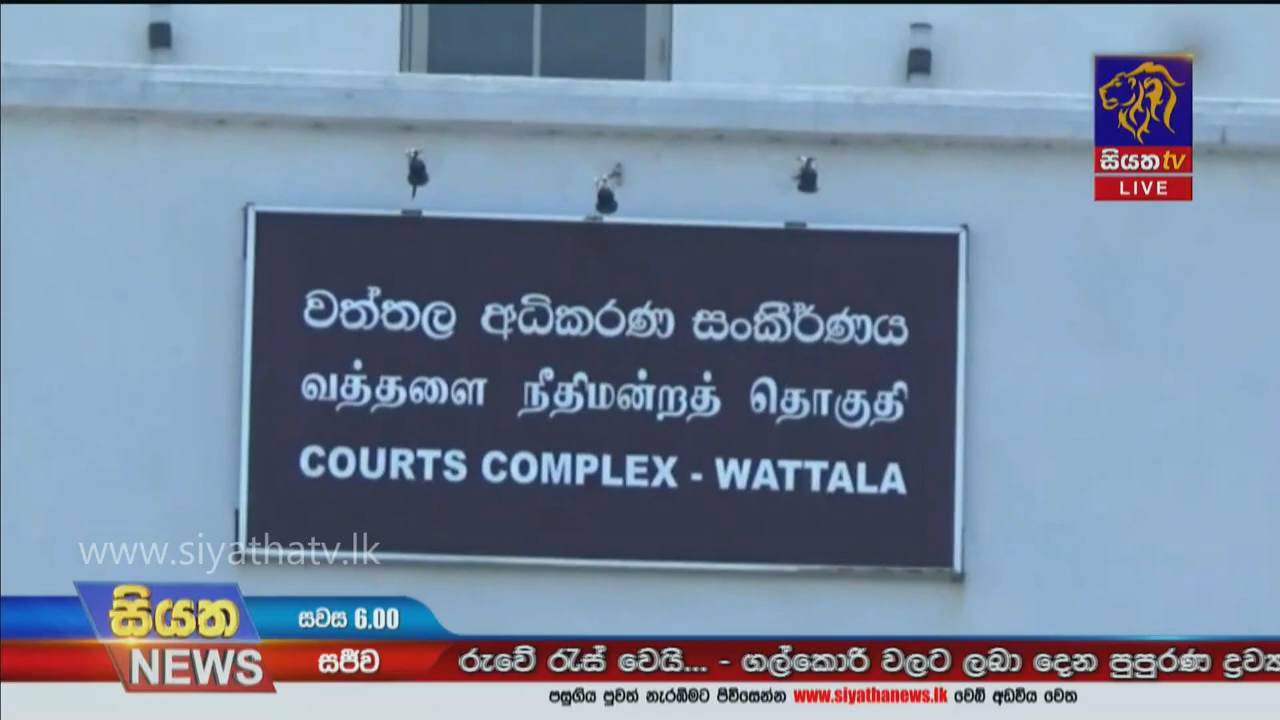 සියත tv
LIVE
වත්තල අධිකරණ සංකීර්ණය
வத்தளை நீதிமன்றத் தொகுதி
COURTS COMPLEX - WATTALA
www.siyathatv.lk
සියත
NEWS
සවස 6.00
සජීව
රුවේ රැස් වෙයි... - ගල්කොරි වලට ලබා දෙන පුපුරණ ද්‍රව්‍ය
පසුගිය පුවත් නැරඹීමට පිවිසෙන්න www.siyathanews.lk වෙබ් අඩවිය වෙත